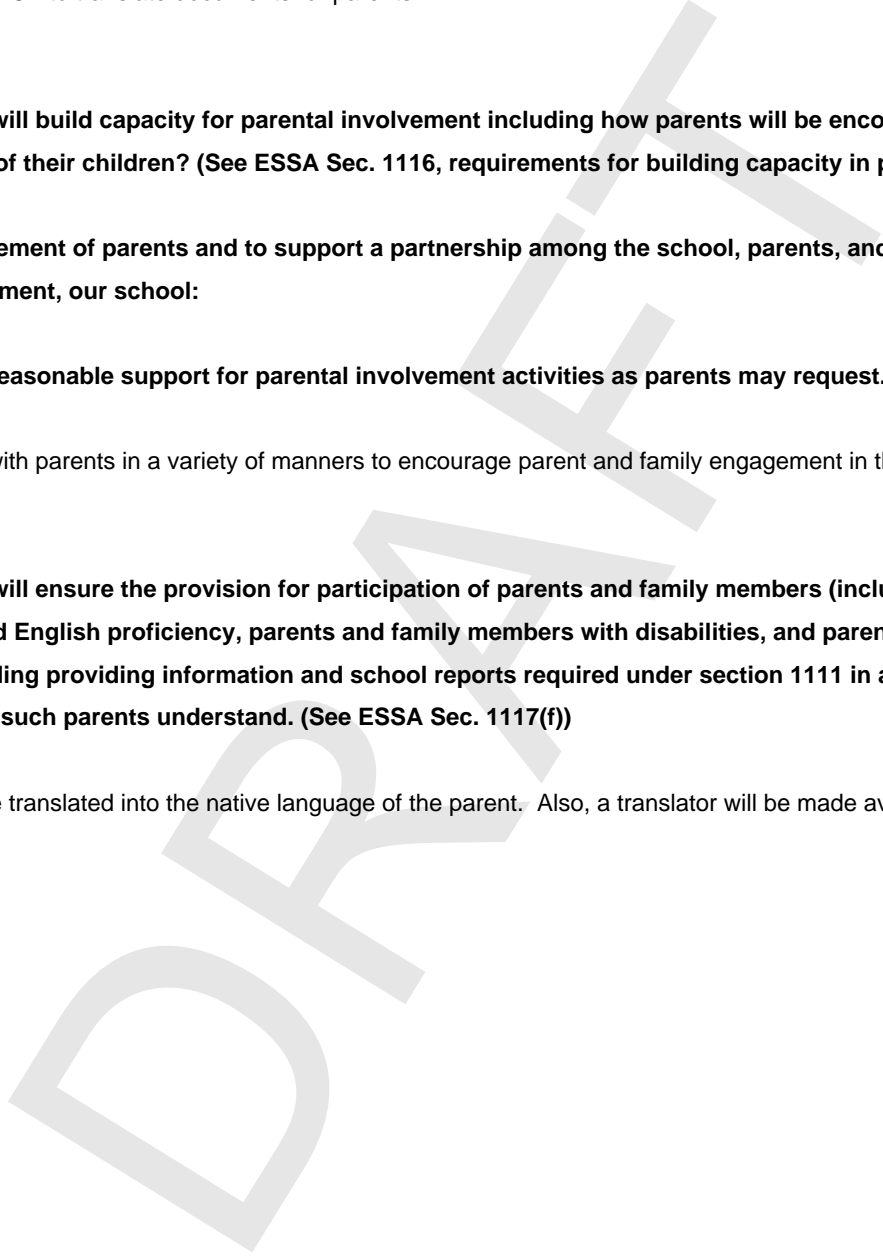 to translate documents for parents
will build capacity for parental involvement including how parents will be enco
of their children? (See ESSA Sec. 1116, requirements for building capacity in p
ement of parents and to support a partnership among the school, parents, and
ment, our school:
easonable support for parental involvement activities as parents may request.
with parents in a variety of manners to encourage parent and family engagement in t
will ensure the provision for participation of parents and family members (inclu
d English proficiency, parents and family members with disabilities, and paren
ling providing information and school reports required under section 1111 in a
such parents understand. (See ESSA Sec. 1117(f))
e translated into the native language of the parent.  Also, a translator will be made av
DRAFT